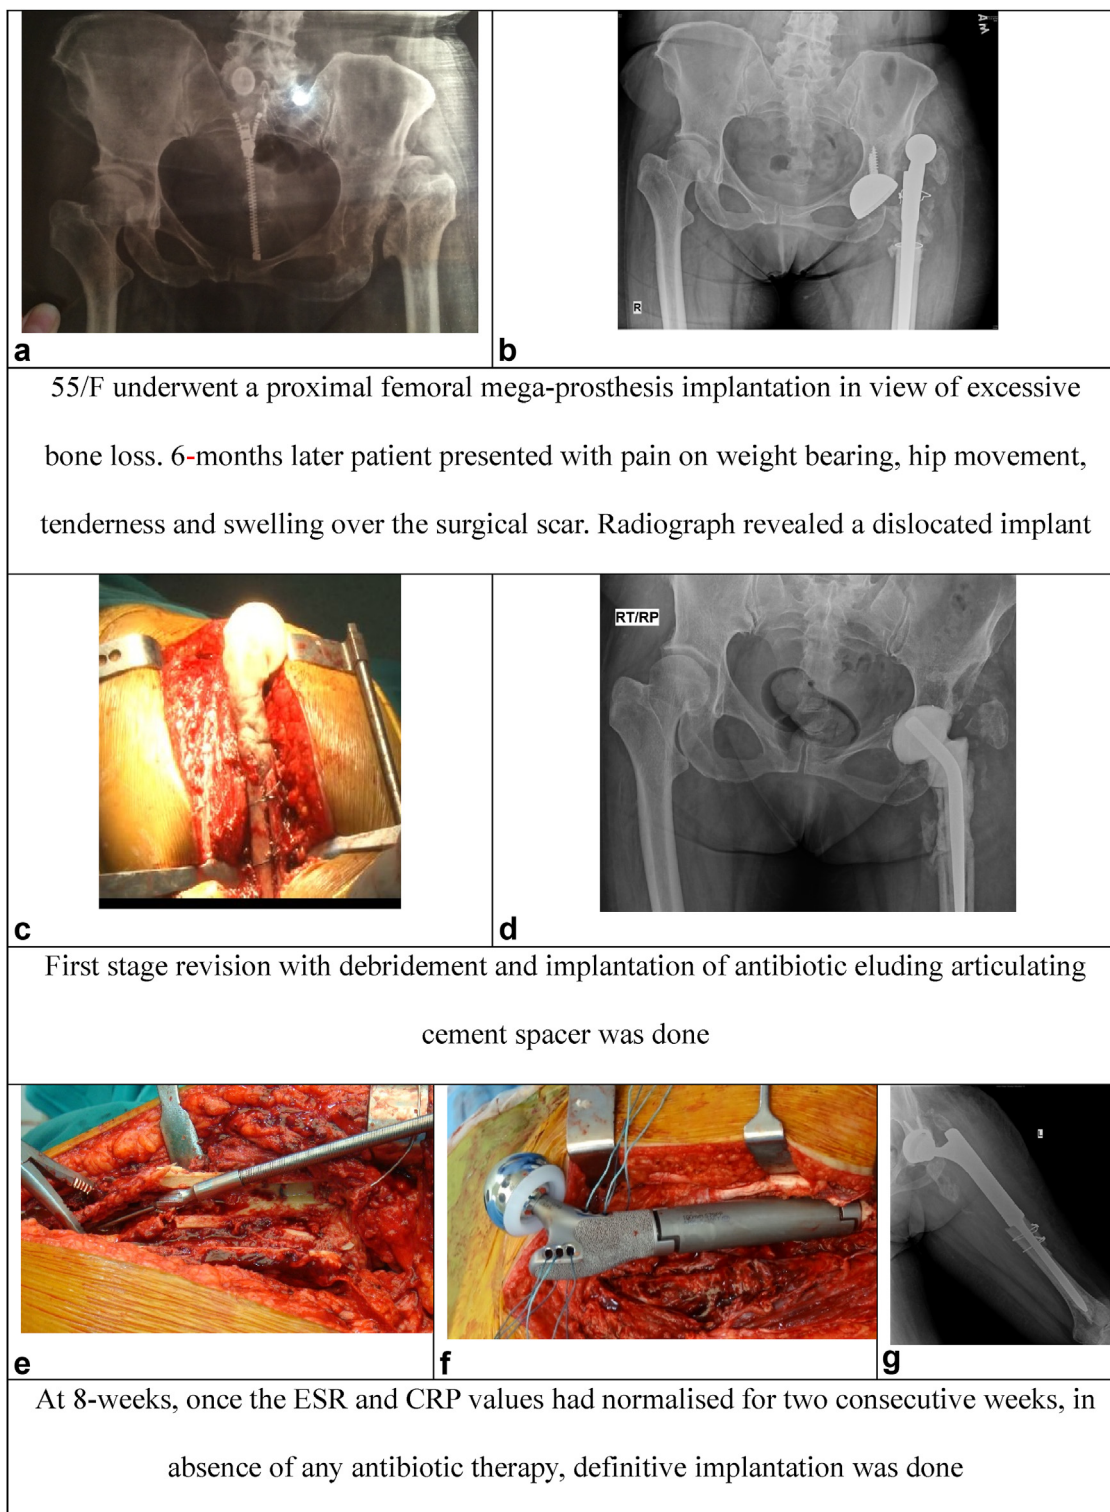 AM
R
a
b
55/F underwent a proximal femoral mega-prosthesis implantation in view of excessive
bone loss. 6-months later patient presented with pain on weight bearing, hip movement,
tenderness and swelling over the surgical scar. Radiograph revealed a dislocated implant
RT/RP
c
d
First stage revision with debridement and implantation of antibiotic eluding articulating
cement spacer was done
L
e
f
g
At 8-weeks, once the ESR and CRP values had normalised for two consecutive weeks, in
absence of any antibiotic therapy, definitive implantation was done